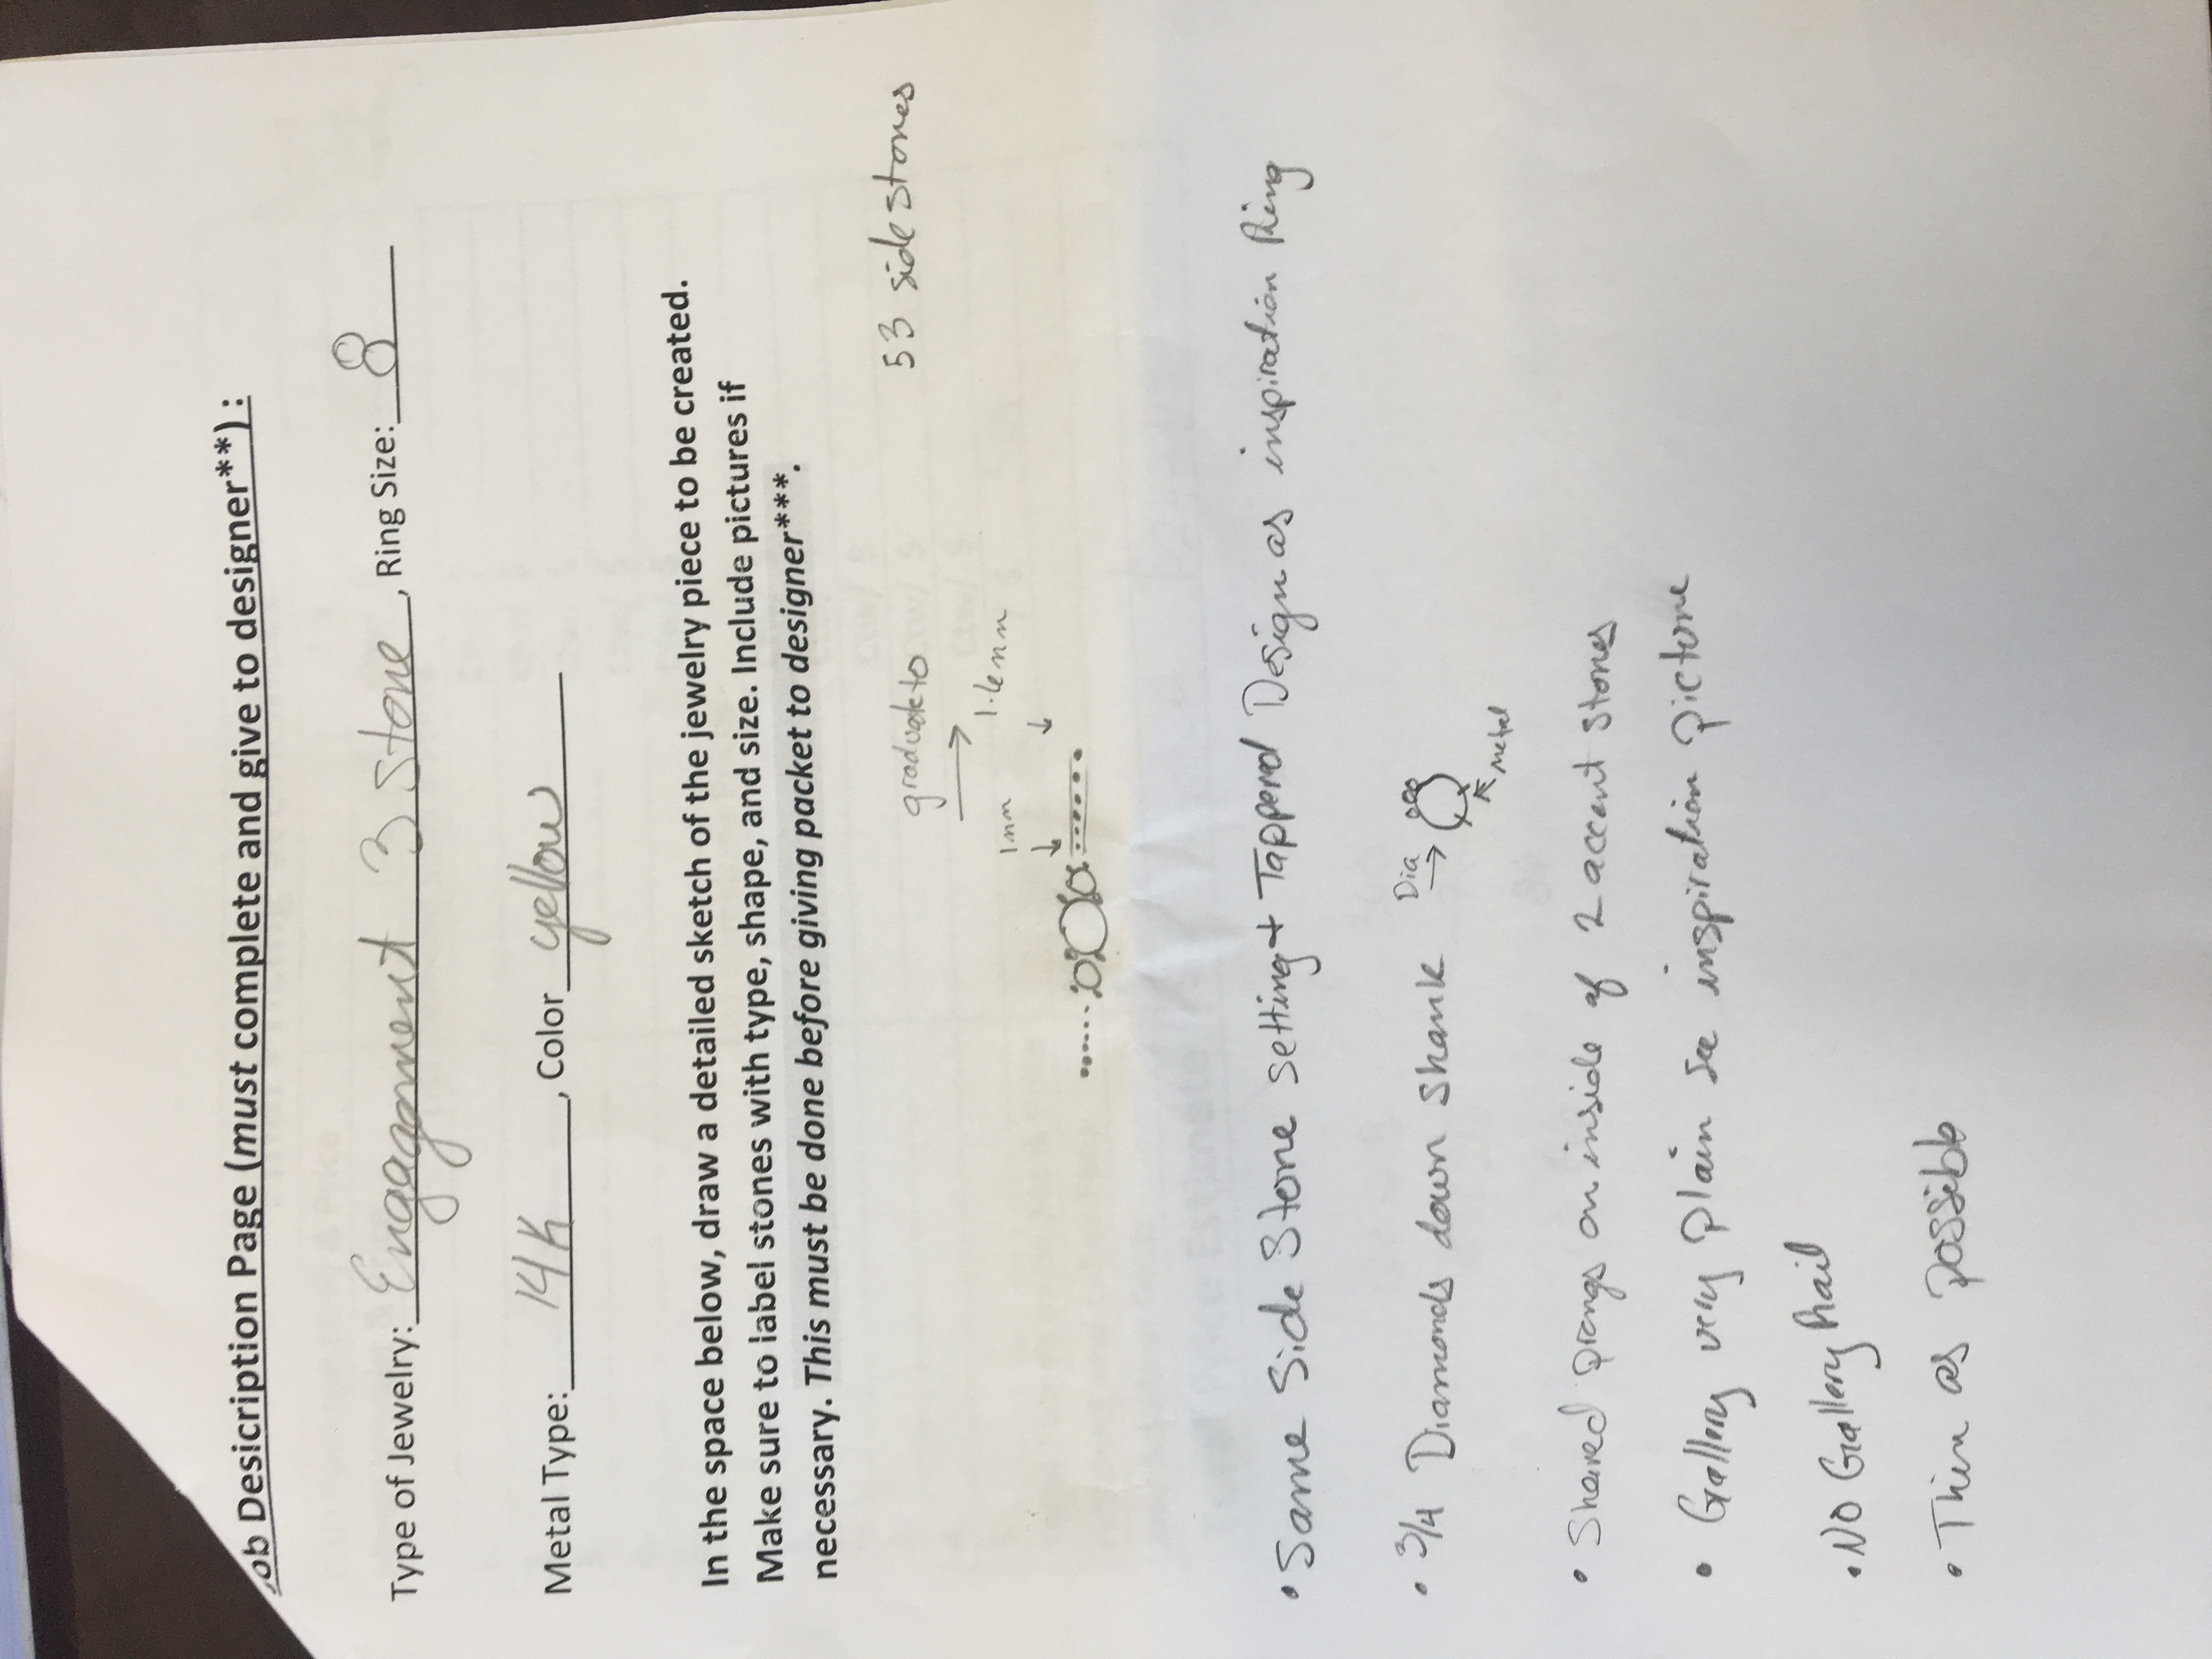 ob Desicription Page (must complete and give to designer**) :
Type of Jewelry: Engagement 3 Stone, Ring Size: 8
Metal Type: 14K, Color yellow
In the space below, draw a detailed sketch of the jewelry piece to be created.
Make sure to label stones with type, shape, and size. Include pictures if
necessary. This must be done before giving packet to designer***.
53 side stones
graduate to
1mm
1.6mm
• Same Side Stone setting + Tappered Design as inspiration Ring
• 3/4 Diamonds down Shank
Dia
Metal
• Shared prongs on inside of 2 accent stones
• Gallery very plain see inspiration picture
• NO Gallery Rail
• Thin as possible
Total Price Estimate